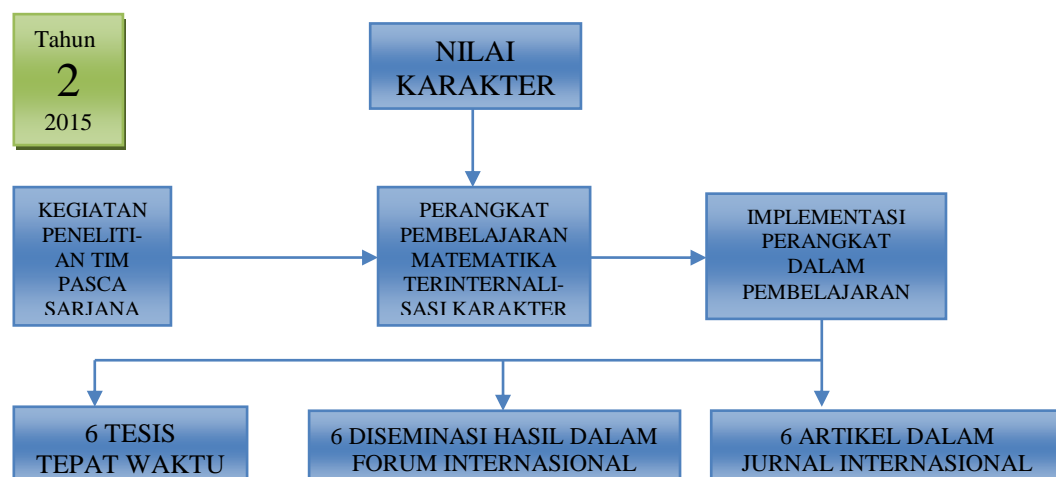 Tahun
2
2015
NILAI
KARAKTER
KEGIATAN
PENELITI-
AN TIM
PASCA
SARJANA
PERANGKAT
PEMBELAJARAN
MATEMATIKA
TERINTERNALI-
SASI KARAKTER
IMPLEMENTASI
PERANGKAT
DALAM
PEMBELAJARAN
6 TESIS
TEPAT WAKTU
6 DISEMINASI HASIL DALAM
FORUM INTERNASIONAL
6 ARTIKEL DALAM
JURNAL INTERNASIONAL